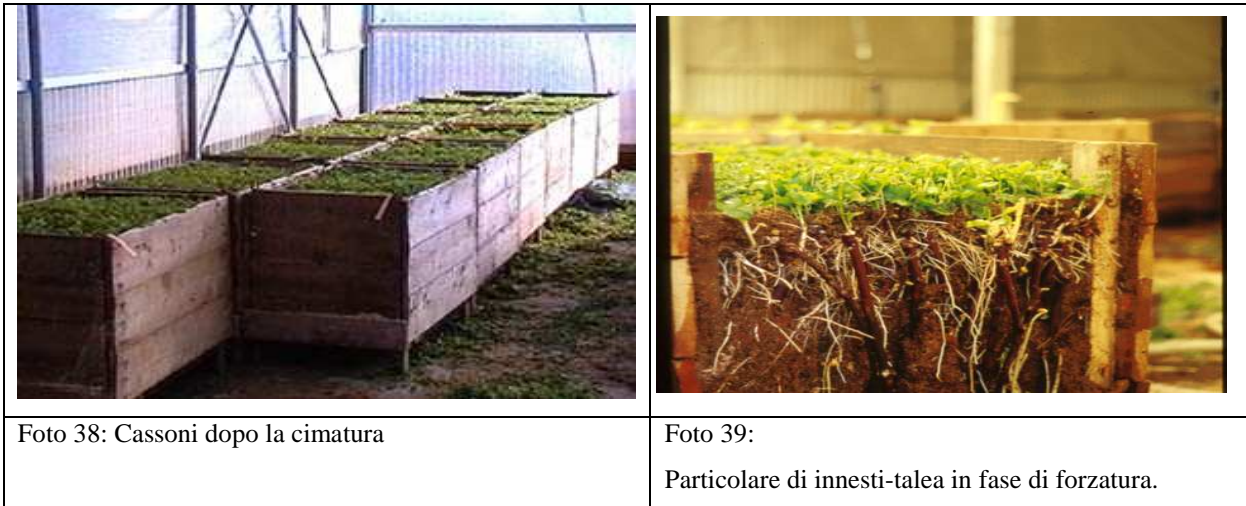 Foto 38: Cassoni dopo la cimatura
Foto 39:
Particolare di innesti-talea in fase di forzatura.